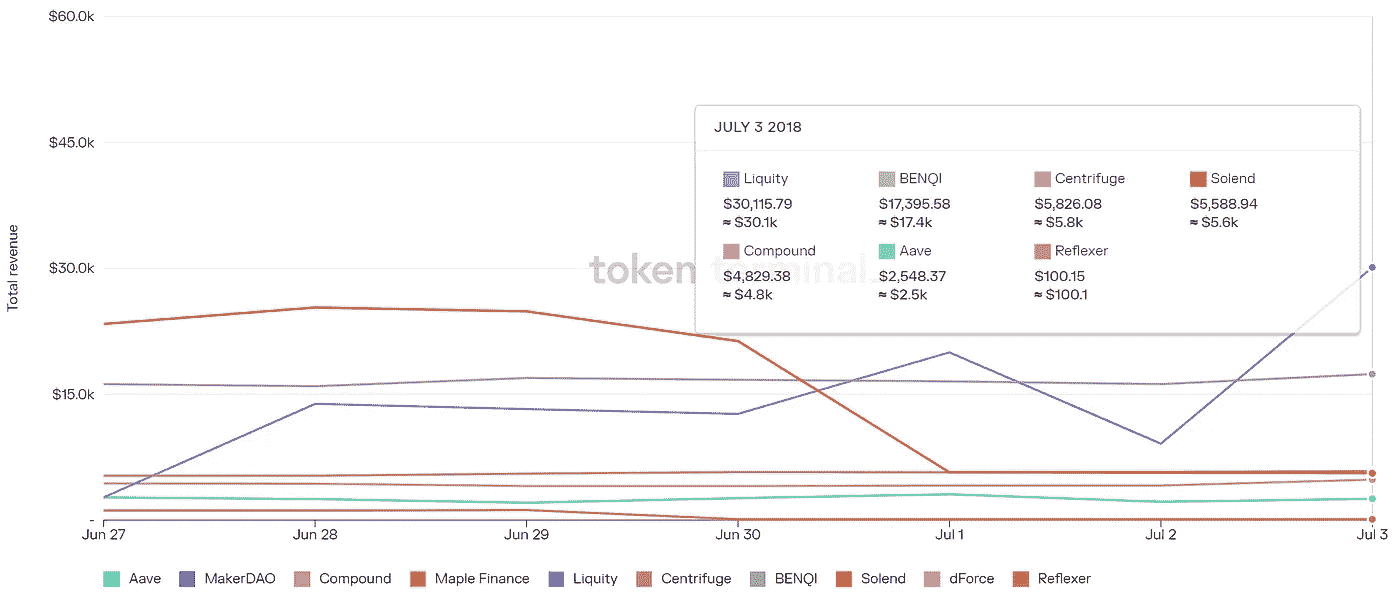 $60.0k
$45.0k
$30.0k
$15.0k
-
Total revenue
token terminal
JULY 3 2018
Liquity BENQI Centrifuge Solend
$30,115.79 $17,395.58 $5,826.08 $5,588.94
≈ $30.1k ≈ $17.4k ≈ $5.8k ≈ $5.6k
Compound Aave Reflexer
$4,829.38 $2,548.37 $100.15
≈ $4.8k ≈ $2.5k ≈ $100.1
Jun 27 Jun 28 Jun 29 Jun 30 Jul 1 Jul 2 Jul 3
Aave MakerDAO Compound Maple Finance Liquity Centrifuge BENQI Solend dForce Reflexer